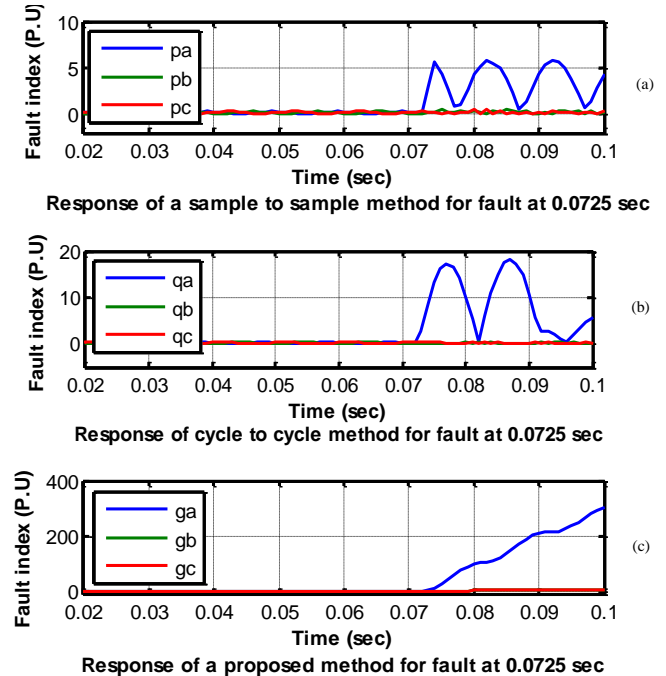 10
5
0
Fault index (P.U)
pa
pb
pc
(a)
0.02 0.03 0.04 0.05 0.06 0.07 0.08 0.09 0.1
Time (sec)
Response of a sample to sample method for fault at 0.0725 sec
20
10
0
Fault index (P.U)
qa
qb
qc
(b)
0.02 0.03 0.04 0.05 0.06 0.07 0.08 0.09 0.1
Time (sec)
Response of cycle to cycle method for fault at 0.0725 sec
400
200
0
Fault index (P.U)
ga
gb
gc
(c)
0.02 0.03 0.04 0.05 0.06 0.07 0.08 0.09 0.1
Time (sec)
Response of a proposed method for fault at 0.0725 sec